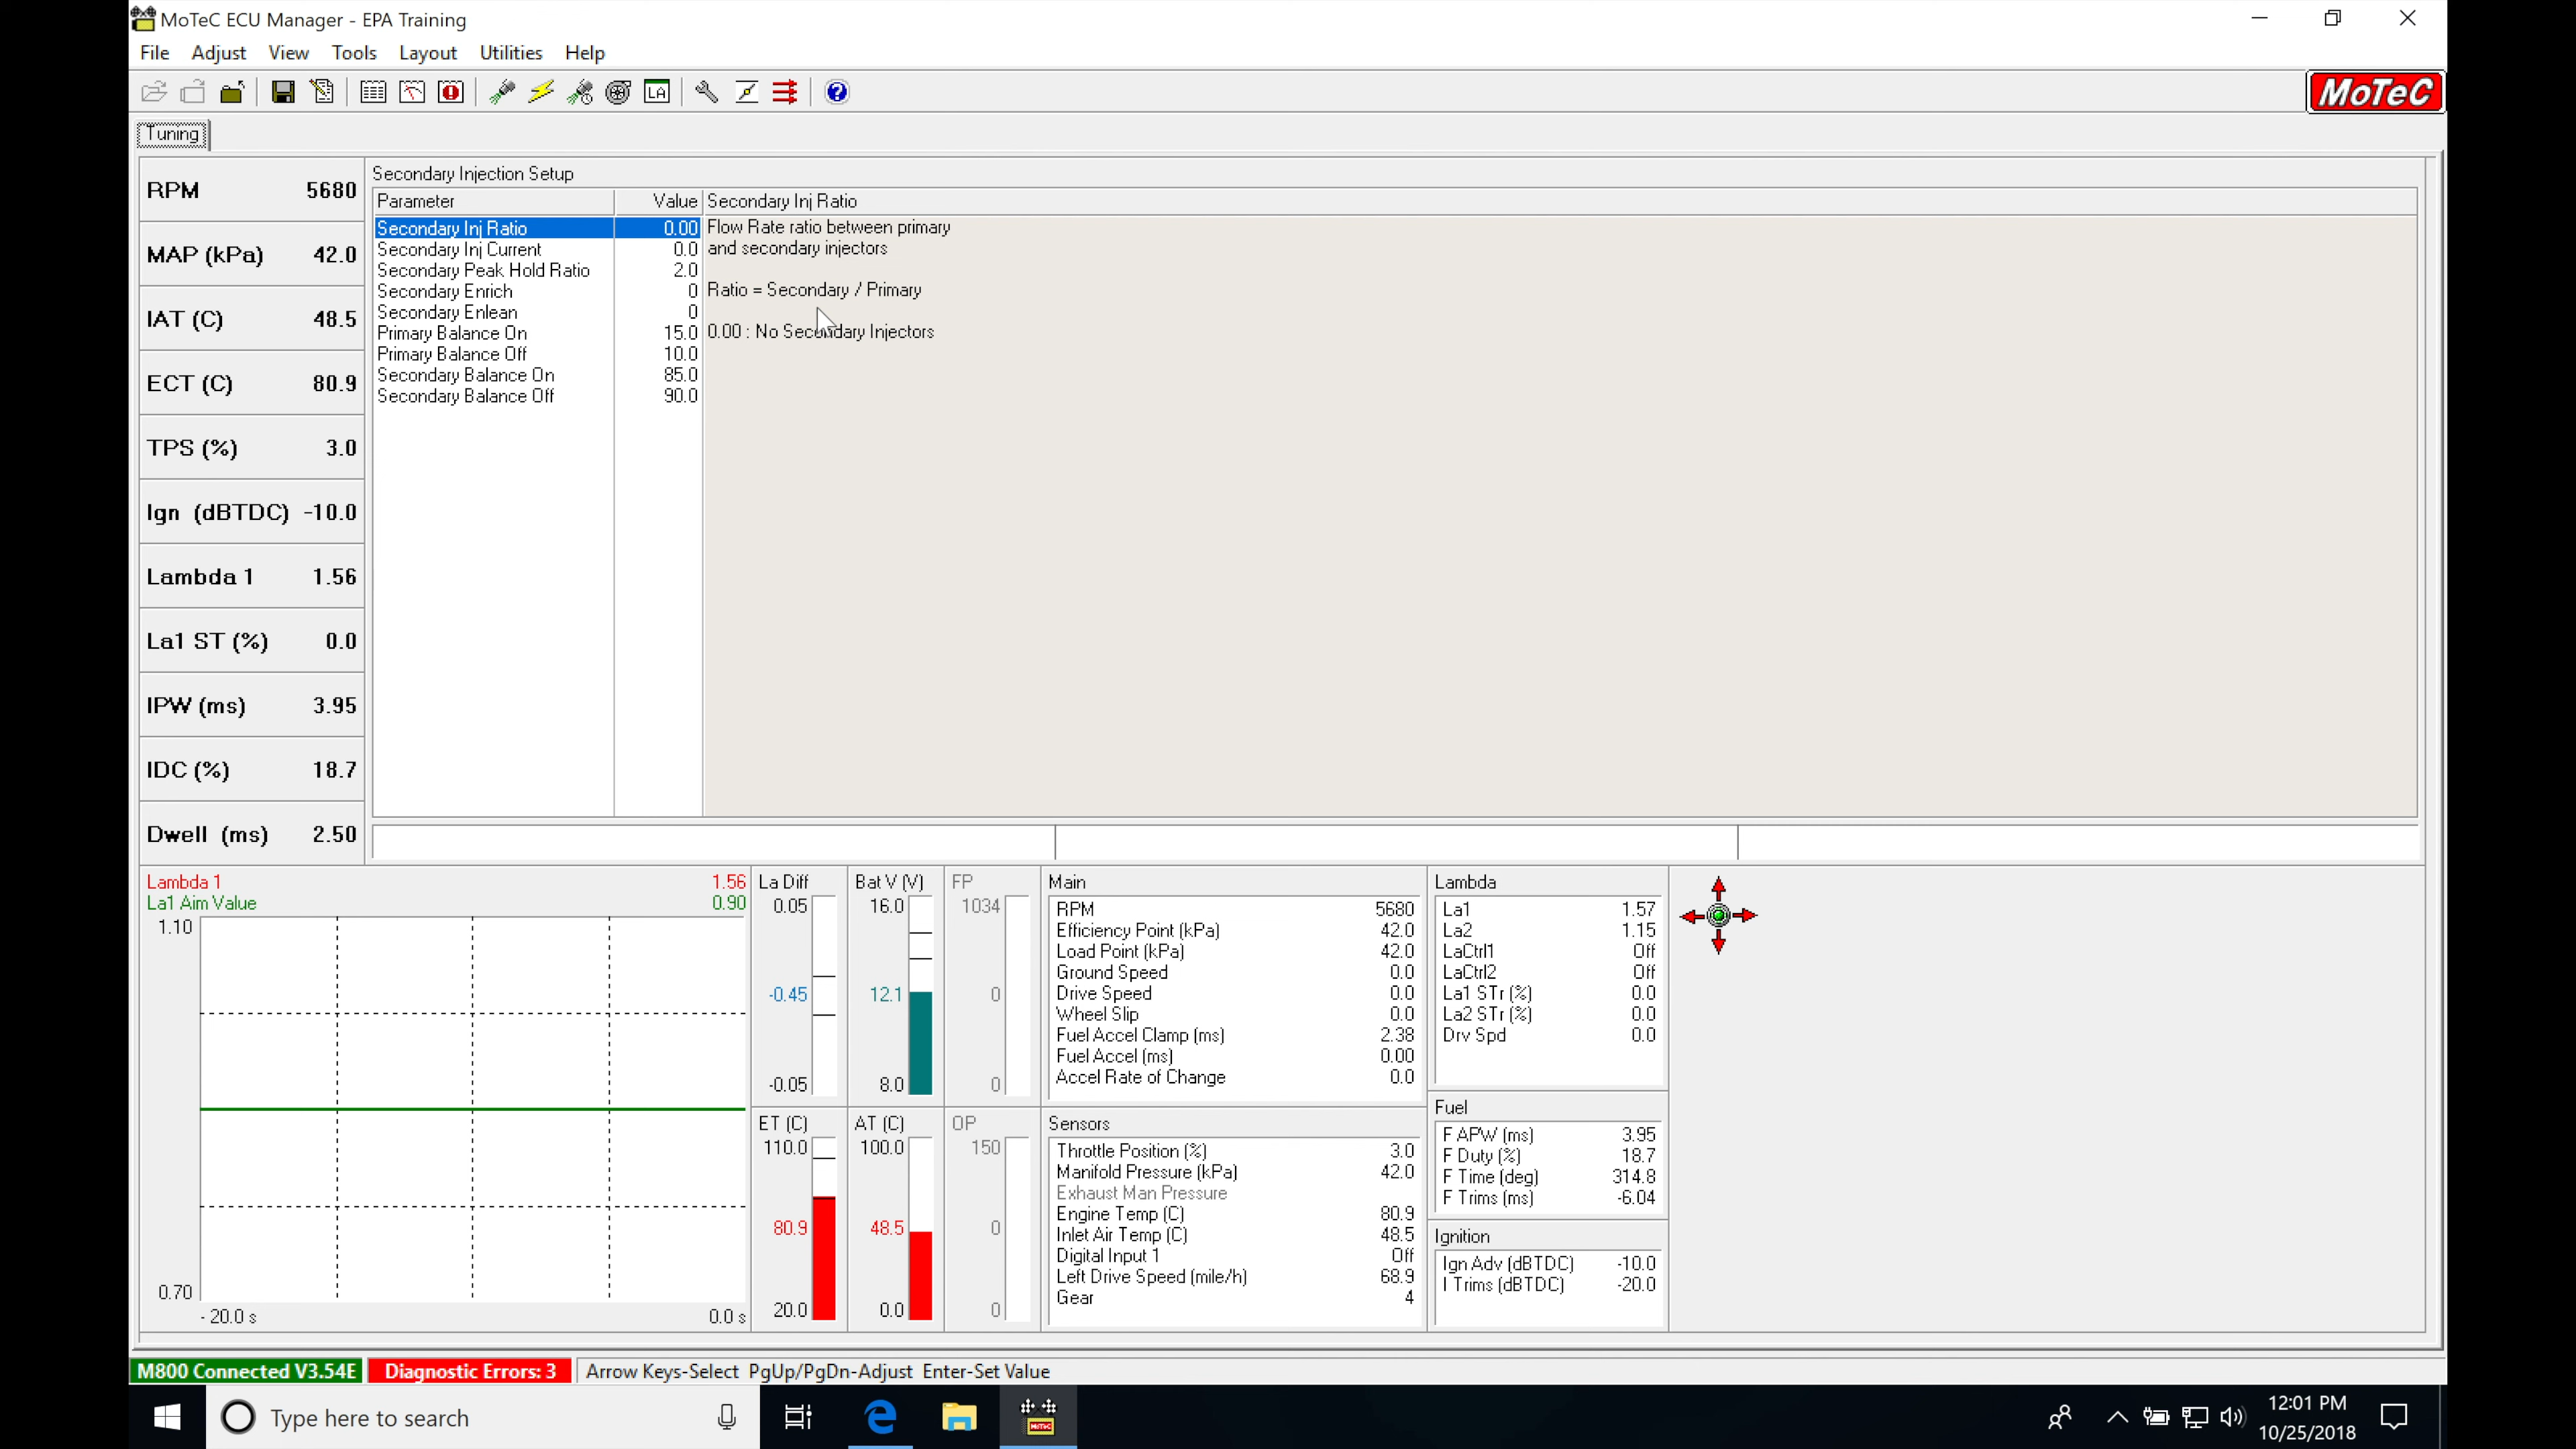 MoTeC ECU Manager - EPA Training
File Adjust View Tools Layout Utilities Help
LA
MoTeC
Tuning
RPM 5680
MAP (kPa) 42.0
IAT (C) 48.5
ECT (C) 80.9
TPS (%) 3.0
Ign (dBTDC) -10.0
Lambda 1 1.56
La1 ST (%) 0.0
IPW (ms) 3.95
IDC (%) 18.7
Dwell (ms) 2.50
Secondary Injection Setup
Parameter Value
Secondary Inj Ratio 0.00
Secondary Inj Current 0.0
Secondary Peak Hold Ratio 2.0
Secondary Enrich 0
Secondary Enlean 0
Primary Balance On 15.0
Primary Balance Off 10.0
Secondary Balance On 85.0
Secondary Balance Off 90.0
Secondary Inj Ratio
Flow Rate ratio between primary
and secondary injectors
Ratio = Secondary / Primary
0.00 : No Secondary Injectors
Lambda 1 1.56
La1 Aim Value 0.90
1.10
0.70
- 20.0 s 0.0 s
La Diff
0.05
-0.45
-0.05
Bat V (V)
16.0
12.1
8.0
FP
1034
0
0
ET (C)
110.0
80.9
20.0
AT (C)
100.0
48.5
0.0
OP
150
0
0
Main
RPM 5680
Efficiency Point (kPa) 42.0
Load Point (kPa) 42.0
Ground Speed 0.0
Drive Speed 0.0
Wheel Slip 0.0
Fuel Accel Clamp (ms) 2.38
Fuel Accel (ms) 0.00
Accel Rate of Change 0.0
Sensors
Throttle Position (%) 3.0
Manifold Pressure (kPa) 42.0
Exhaust Man Pressure
Engine Temp (C) 80.9
Inlet Air Temp (C) 48.5
Digital Input 1 Off
Left Drive Speed (mile/h) 68.9
Gear 4
Lambda
La1 1.57
La2 1.15
LaCtrl1 Off
LaCtrl2 Off
La1 STr (%) 0.0
La2 STr (%) 0.0
Drv Spd 0.0
Fuel
F APW (ms) 3.95
F Duty (%) 18.7
F Time (deg) 314.8
F Trims (ms) -6.04
Ignition
Ign Adv (dBTDC) -10.0
I Trims (dBTDC) -20.0
M800 Connected V3.54E Diagnostic Errors: 3 Arrow Keys-Select PgUp/PgDn-Adjust Enter-Set Value
Type here to search
MoTeC
12:01 PM
10/25/2018